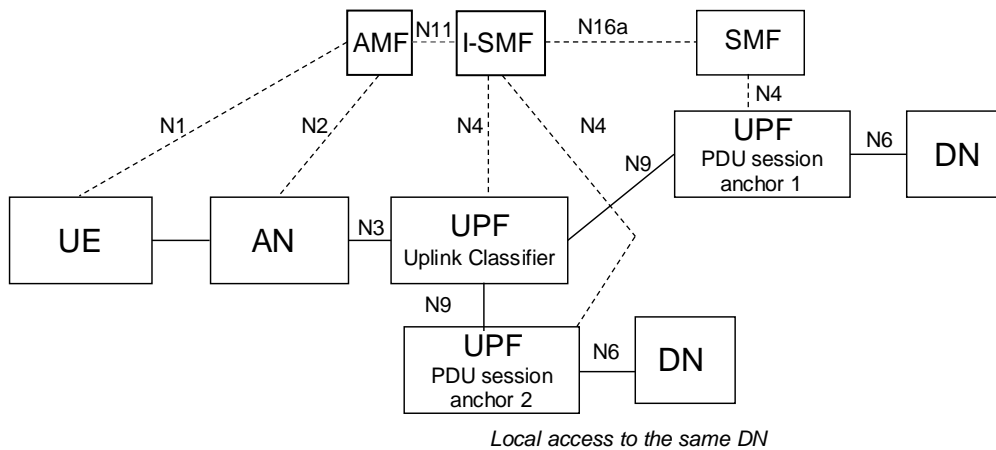 N11
N16a
AMF
I-SMF
SMF
N1
N2
N4
N4
N4
UPF
PDU session
anchor 1
N6
DN
N9
UE
AN
N3
UPF
Uplink Classifier
N9
UPF
PDU session
anchor 2
N6
DN
Local access to the same DN